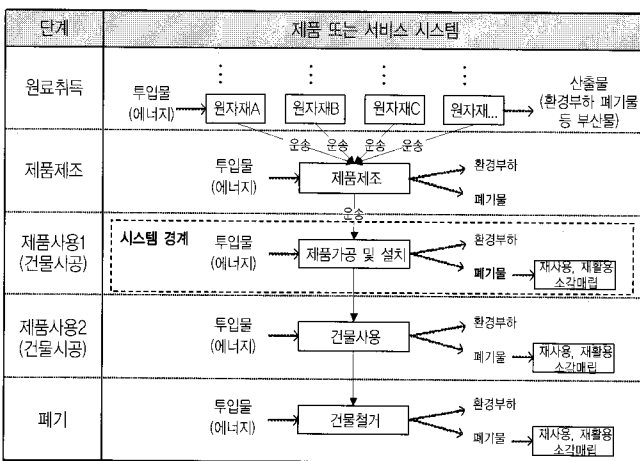 단계
제품 또는 서비스 시스템
원료취득
투입물
(에너지)
원자재A
원자재B
원자재C
원자재...
산출물
(환경부하 폐기물
등 부산물)
운송
운송
운송
운송
제품제조
투입물
(에너지)
제품제조
환경부하
폐기물
운송
제품사용1
(건물시공)
시스템 경계
투입물
(에너지)
제품가공 및 설치
환경부하
폐기물
재사용, 재활용
소각매립
제품사용2
(건물시공)
투입물
(에너지)
건물사용
환경부하
폐기물
재사용, 재활용
소각매립
폐기
투입물
(에너지)
건물철거
환경부하
폐기물
재사용, 재활용
소각매립